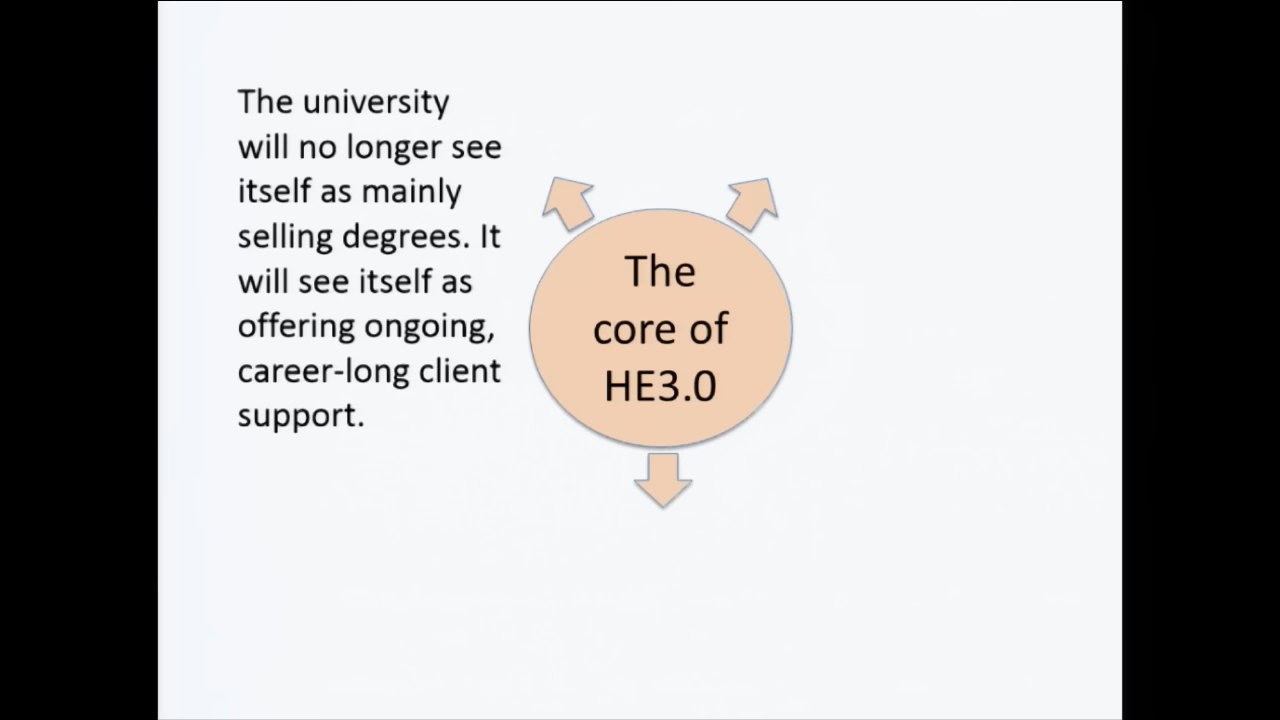 The university
will no longer see
itself as mainly
selling degrees. It
will see itself as
offering ongoing,
career-long client
support.
The
core of
HE3.0